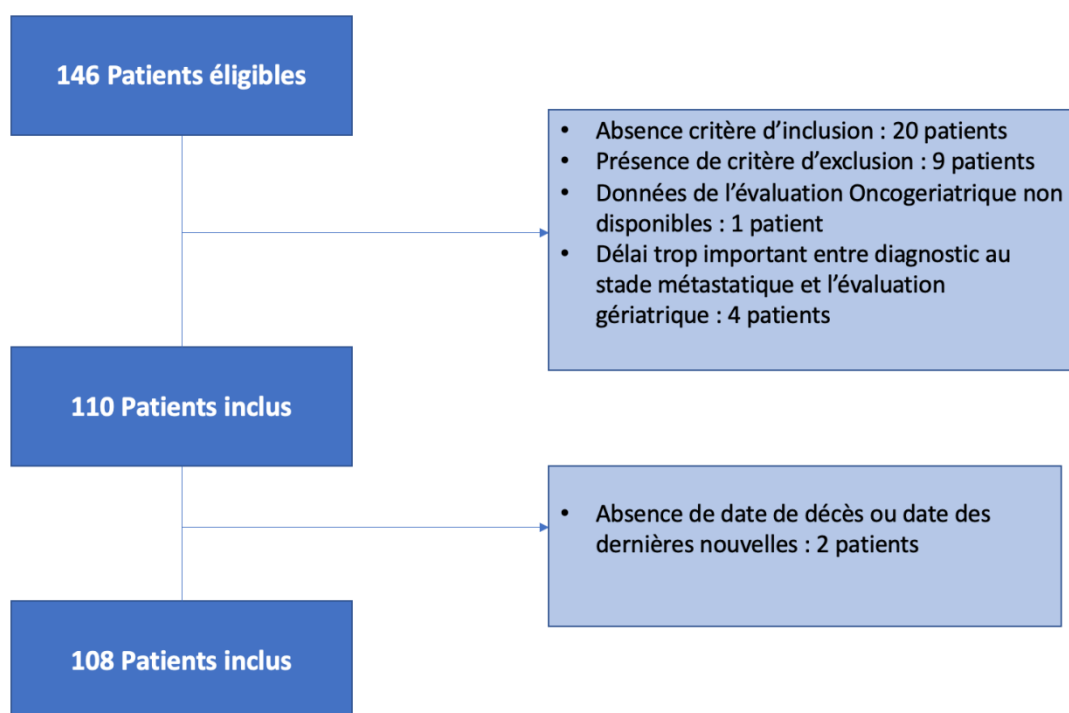 146 Patients éligibles
• Absence critère d’inclusion : 20 patients
• Présence de critère d’exclusion : 9 patients
• Données de l’évaluation Oncogeriatrique non
disponibles : 1 patient
• Délai trop important entre diagnostic au
stade métastatique et l’évaluation
gériatrique : 4 patients
110 Patients inclus
• Absence de date de décès ou date des
dernières nouvelles : 2 patients
108 Patients inclus